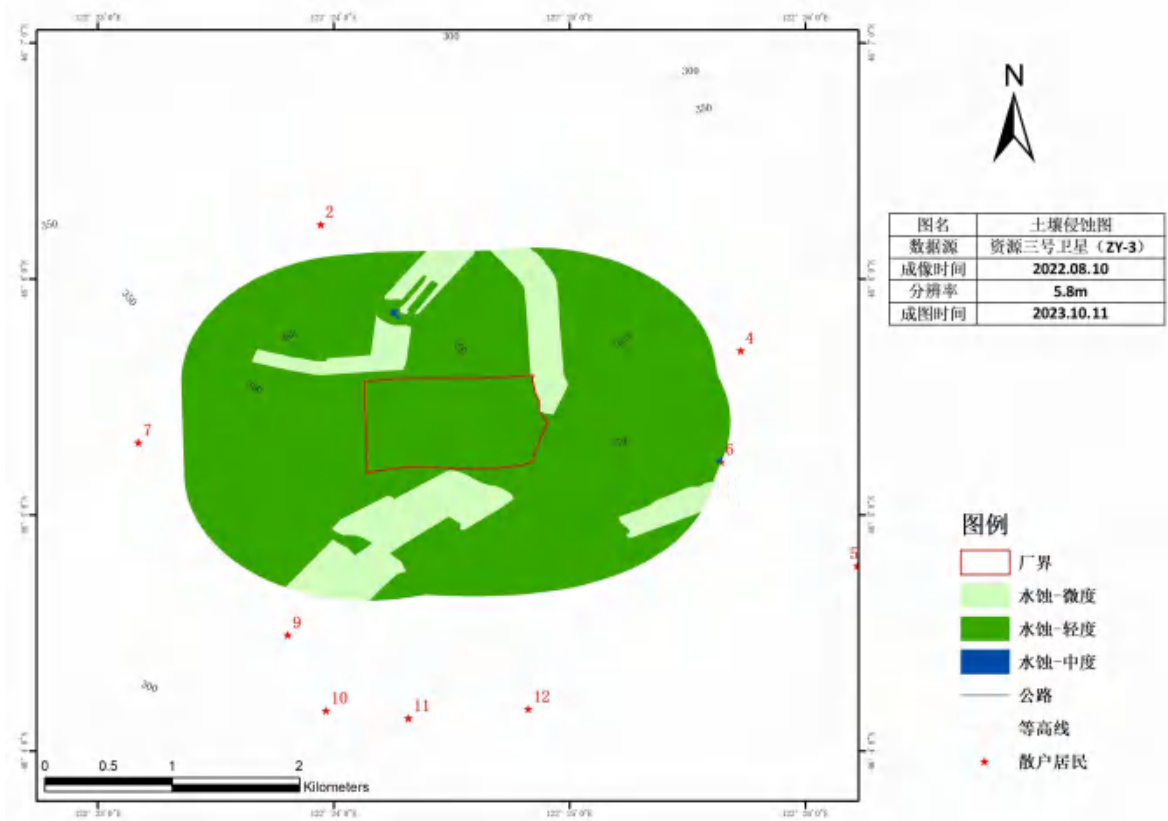 122° 24′0″E
300
300
350
N
350
2
图名 土壤侵蚀图
数据源 资源三号卫星（ZY-3）
成像时间 2022.08.10
分辨率 5.8m
成图时间 2023.10.11
350
4
7
6
5
图例
厂界
水蚀-微度
水蚀-轻度
水蚀-中度
公路
等高线
散户居民
9
300
10
11
12
0 0.5 1 2
Kilometers